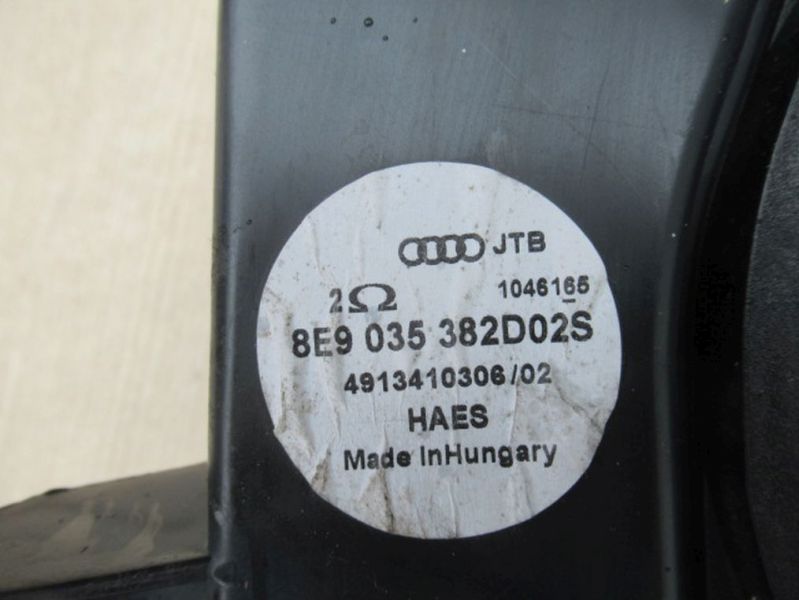 JTB
2Ω 1046165
8E9 035 382D02S
4913410306/02
HAES
Made InHungary